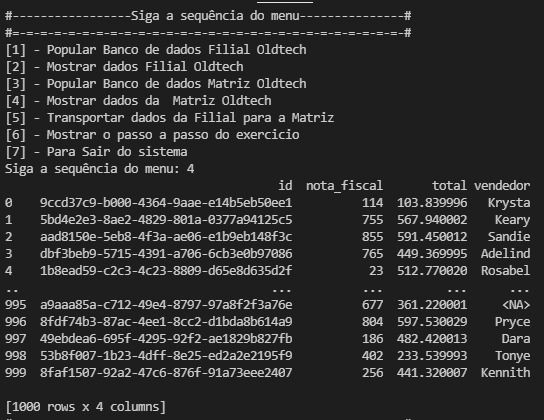 #-----------------Siga a sequência do menu---------------#
#=-=-=-=-=-=-=-=-=-=-=-=-=-=-=-=-=-=-=-=-=-=-=-=-=-=-=-=-#
[1] - Popular Banco de dados Filial Oldtech
[2] - Mostrar dados Filial Oldtech
[3] - Popular Banco de dados Matriz Oldtech
[4] - Mostrar dados da  Matriz Oldtech
[5] - Transportar dados da Filial para a Matriz
[6] - Mostrar o passo a passo do exercicio
[7] - Para Sair do sistema
Siga a sequência do menu: 4
id  nota_fiscal       total vendedor
0    9ccd37c9-b000-4364-9aae-e14b5eb50ee1          114  103.839996   Krysta
1    5bd4e2e3-8ae2-4829-801a-0377a94125c5          755  567.940002    Keary
2    aad8150e-5eb8-4f3a-ae06-e1b9eb148f3c          855  591.450012   Sandie
3    dbf3beb9-5715-4391-a706-6cb3e0b97086          765  449.369995  Adelind
4    1b8ead59-c2c3-4c23-8809-d65e8d635d2f           23  512.770020  Rosabel
..                                    ...          ...         ...      ...
995  a9aaa85a-c712-49e4-8797-97a8f2f3a76e          677  361.220001     <NA>
996  8fdf74b3-87ac-4ee1-8cc2-d1bda8b614a9          804  597.530029    Pryce
997  49ebdea6-695f-4295-92f2-ae1829b827fb          186  482.420013     Dara
998  53b8f007-1b23-4dff-8e25-ed2a2e2195f9          402  233.539993    Tonye
999  8faf1507-92a2-47c6-876f-91a73eee2407          256  441.320007  Kennith
[1000 rows x 4 columns]